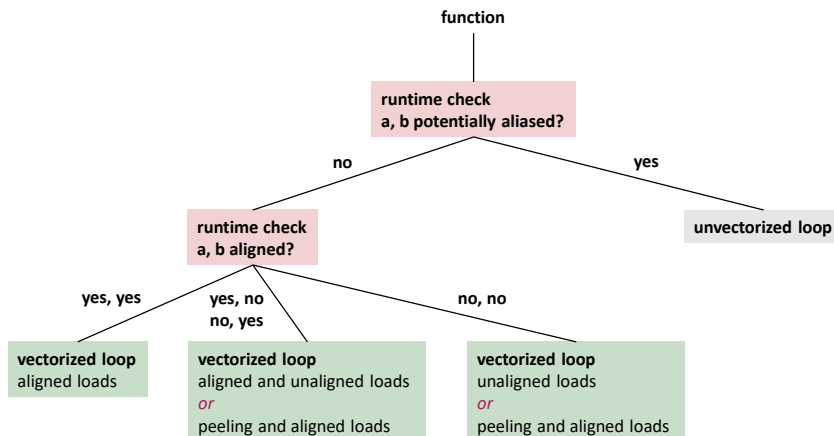 function
runtime check
a, b potentially aliased?
no
yes
runtime check
a, b aligned?
unvectorized loop
yes, yes
yes, no
no, yes
no, no
vectorized loop
aligned loads
vectorized loop
aligned and unaligned loads
or
peeling and aligned loads
vectorized loop
unaligned loads
or
peeling and aligned loads